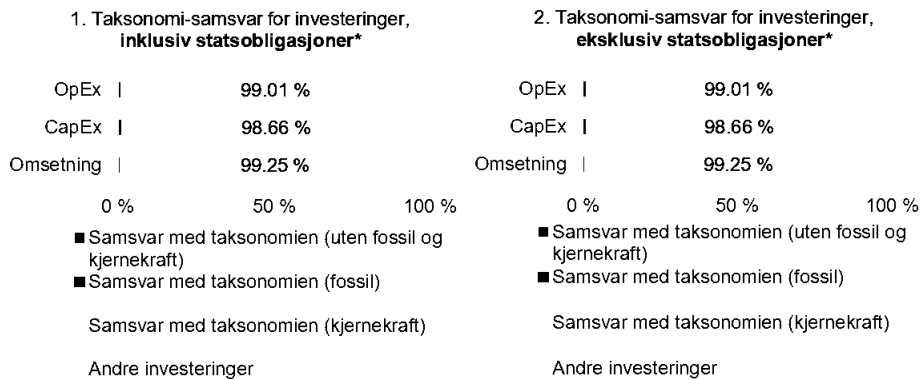 1. Taksonomi-samsvar for investeringer,
inklusiv statsobligasjoner*
OpEx 99.01 %
CapEx 98.66 %
Omsetning 99.25 %
0 % 50 % 100 %
Samsvar med taksonomien (uten fossil og
kjernekraft)
Samsvar med taksonomien (fossil)
Samsvar med taksonomien (kjernekraft)
Andre investeringer
2. Taksonomi-samsvar for investeringer,
eksklusiv statsobligasjoner*
OpEx 99.01 %
CapEx 98.66 %
Omsetning 99.25 %
0 % 50 % 100 %
Samsvar med taksonomien (uten fossil og
kjernekraft)
Samsvar med taksonomien (fossil)
Samsvar med taksonomien (kjernekraft)
Andre investeringer